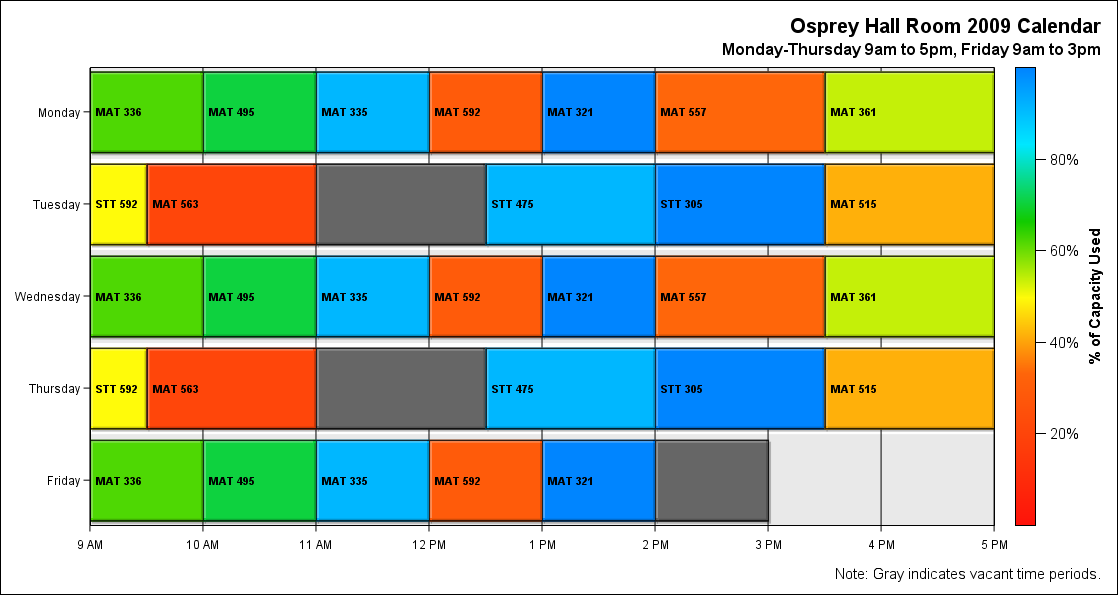 Osprey Hall Room 2009 Calendar
Monday-Thursday 9am to 5pm, Friday 9am to 3pm
Monday MAT 336 MAT 495 MAT 335 MAT 592 MAT 321 MAT 557 MAT 361
Tuesday STT 592 MAT 563 STT 475 STT 305 MAT 515
Wednesday MAT 336 MAT 495 MAT 335 MAT 592 MAT 321 MAT 557 MAT 361
Thursday STT 592 MAT 563 STT 475 STT 305 MAT 515
Friday MAT 336 MAT 495 MAT 335 MAT 592 MAT 321
9 AM 10 AM 11 AM 12 PM 1 PM 2 PM 3 PM 4 PM 5 PM
80%
60%
40%
20%
% of Capacity Used
Note: Gray indicates vacant time periods.